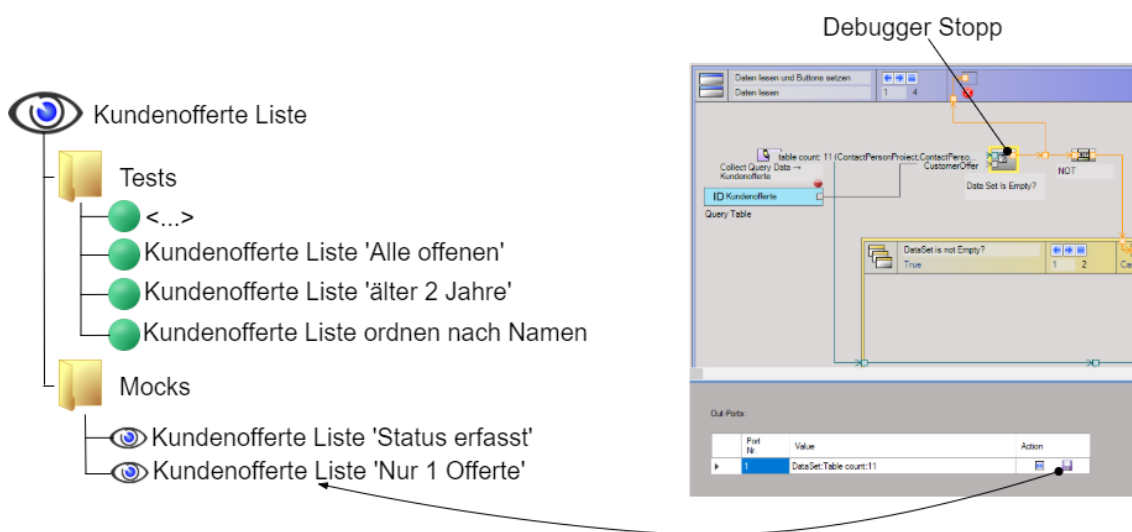 Debugger Stopp
Kundenofferte Liste
Tests
<...>
Kundenofferte Liste 'Alle offenen'
Kundenofferte Liste 'älter 2 Jahre'
Kundenofferte Liste ordnen nach Namen
Mocks
Kundenofferte Liste 'Status erfasst'
Kundenofferte Liste 'Nur 1 Offerte'
Daten lesen und Buttons setzen
Daten lesen
1 4
table count: 11 (ContactPersonProject,ContactPerso...
Collect Query Data →
Kundenofferte
CustomerOffer
ID Kundenofferte
Query Table
Data Set Is Empty?
NOT
DataSet is not Empty?
True
1 2
Ca
Out-Ports:
Port Nr. Value Action
1 DataSet:Table count:11